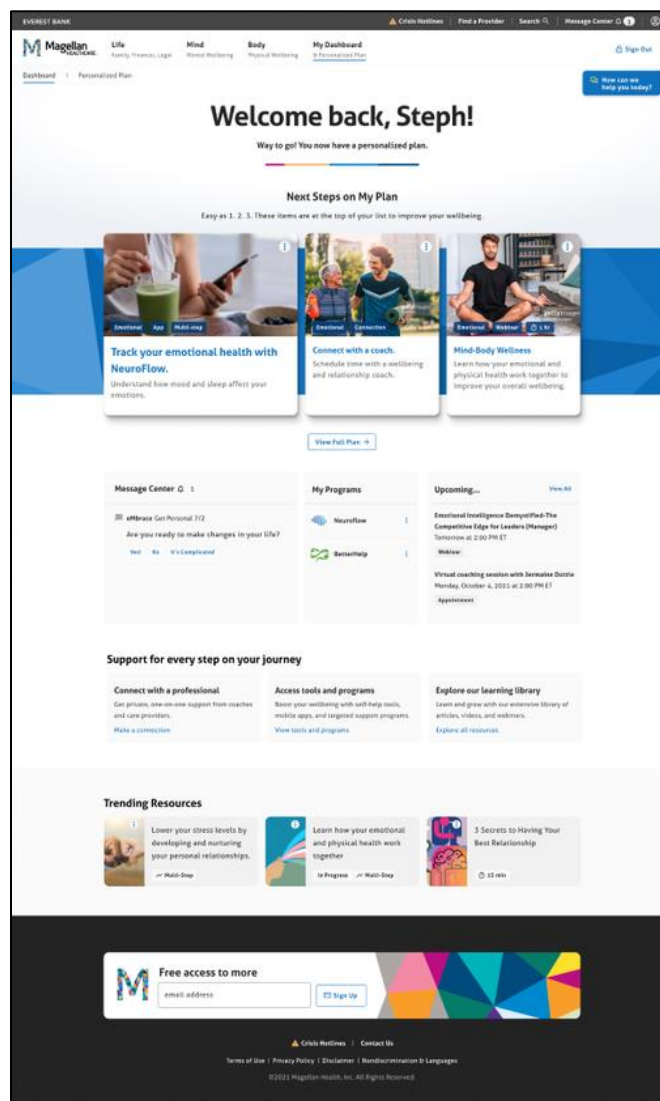 EVEREST BANK
Crisis Hotlines | Find a Provider | Search | Message Center 1
Magellan
HEALTHCARE
Life
Family, Finances, Legal
Mind
Mental Wellbeing
Body
Physical Wellbeing
My Dashboard
& Personalized Plan
Sign Out
Dashboard
Personalized Plan
How can we
help you today?
Welcome back, Steph!
Way to go! You now have a personalized plan.
Next Steps on My Plan
Easy as 1. 2. 3. These items are at the top of your list to improve your wellbeing.
Emotional App Multi-step
Track your emotional health with
NeuroFlow.
Understand how mood and sleep affect your
emotions.
Emotional Connection
Connect with a coach.
Schedule time with a wellbeing
and relationship coach.
Emotional Webinar 1 hr
Mind-Body Wellness
Learn how your emotional and
physical health work together to
improve your overall wellbeing.
View Full Plan →
Message Center 1
eMbrace Get Personal 7/2
Are you ready to make changes in your life?
Yes! No It's Complicated
My Programs
Neuroflow
BetterHelp
Upcoming...
View All
Emotional Intelligence Demystified-The
Competitive Edge for Leaders (Manager)
Tomorrow at 2:00 PM ET
Webinar
Virtual coaching session with Jermaine Dottie
Monday, October 4, 2021 at 2:00 PM ET
Appointment
Support for every step on your journey
Connect with a professional
Get private, one-on-one support from coaches
and care providers.
Make a connection
Access tools and programs
Boost your wellbeing with self-help tools,
mobile apps, and targeted support programs.
View tools and programs
Explore our learning library
Learn and grow with our extensive library of
articles, videos, and webinars.
Explore all resources
Trending Resources
Lower your stress levels by
developing and nurturing
your personal relationships.
Multi-Step
Learn how your emotional
and physical health work
together
In Progress Multi-Step
3 Secrets to Having Your
Best Relationship
15 min
Free access to more
email address
Sign Up
Crisis Hotlines | Contact Us
Terms of Use | Privacy Policy | Disclaimer | Nondiscrimination & Languages
©2021 Magellan Health, Inc. All Rights Reserved.